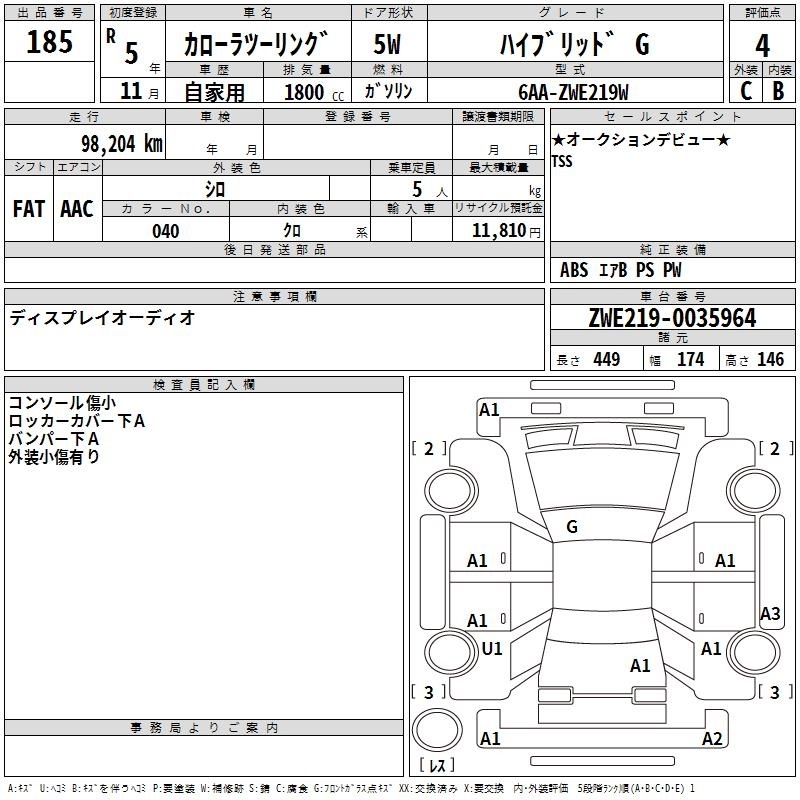 出品番号 初度登録 車名 ドア形状 グレード 評価点
185 R 5 年 ｶﾛｰﾗﾂｰﾘﾝｸﾞ 5W ﾊｲﾌﾞﾘｯﾄﾞ G 4
車歴 排気量 燃料 型式 外装 内装
11 月 自家用 1800 CC ｶﾞｿﾘﾝ 6AA-ZWE219W C B
走行 車検 登録番号 譲渡書類期限
98,204 km 年 月 月 日
シフト エアコン 外装色 乗車定員 最大積載量
FAT AAC ｼﾛ 5 人 kg
カラーNo. 内装色 輸入車 リサイクル預託金
040 ｸﾛ 系 11,810 円
後日発送部品
セールスポイント
★オークションデビュー★
TSS
純正装備
ABS ｴｱB PS PW
注意事項欄
ディスプレイオーディオ
車台番号
ZWE219-0035964
諸元
長さ 449 幅 174 高さ 146
検査員記入欄
コンソール傷小
ロッカーカバー下A
バンパー下A
外装小傷有り
事務局よりご案内
A1
[ 2 ] [ 2 ]
G
A1 A1
A1 A3
U1 A1
A1
[ 3 ] [ 3 ]
A1 A2
[ ﾚｽ ]
A:ｷｽﾞ U:ﾍｺﾐ B:ｷｽﾞを伴うﾍｺﾐ P:要塗装 W:補修跡 S:錆 C:腐食 G:ﾌﾛﾝﾄｶﾞﾗｽ点ｷｽﾞ XX:交換済み X:要交換 内･外装評価 5段階ﾗﾝｸ順(A･B･C･D･E) 1